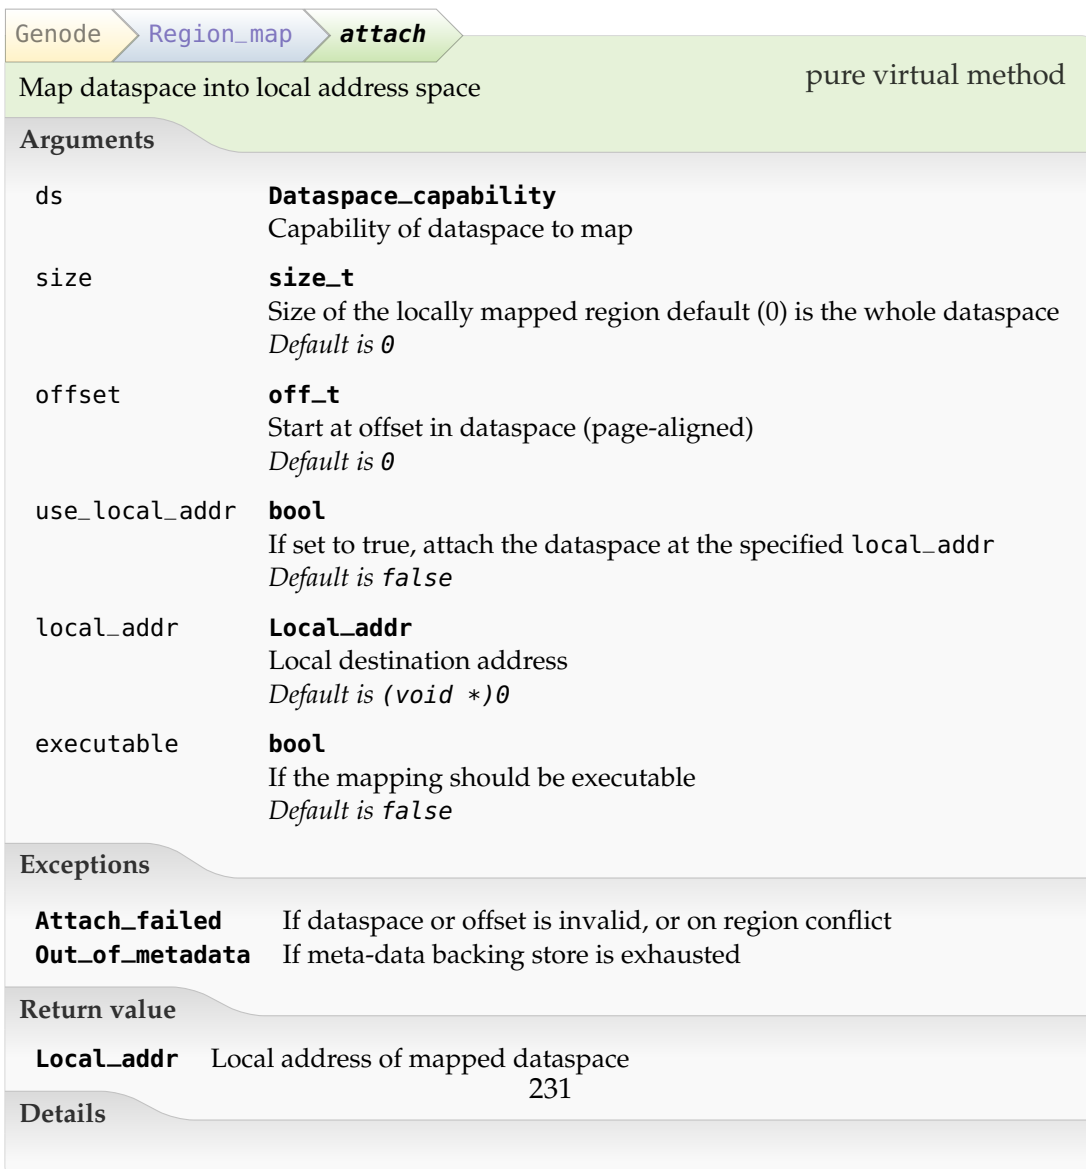 Genode Region_map attach
Map dataspace into local address space
pure virtual method
Arguments
ds Dataspace_capability
Capability of dataspace to map
size size_t
Size of the locally mapped region default (0) is the whole dataspace
Default is 0
offset off_t
Start at offset in dataspace (page-aligned)
Default is 0
use_local_addr bool
If set to true, attach the dataspace at the specified local_addr
Default is false
local_addr Local_addr
Local destination address
Default is (void *)0
executable bool
If the mapping should be executable
Default is false
Exceptions
Attach_failed If dataspace or offset is invalid, or on region conflict
Out_of_metadata If meta-data backing store is exhausted
Return value
Local_addr Local address of mapped dataspace
231
Details